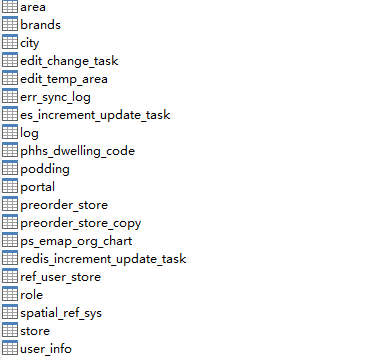 area
brands
city
edit_change_task
edit_temp_area
err_sync_log
es_increment_update_task
log
phhs_dwelling_code
podding
portal
preorder_store
preorder_store_copy
ps_emap_org_chart
redis_increment_update_task
ref_user_store
role
spatial_ref_sys
store
user_info